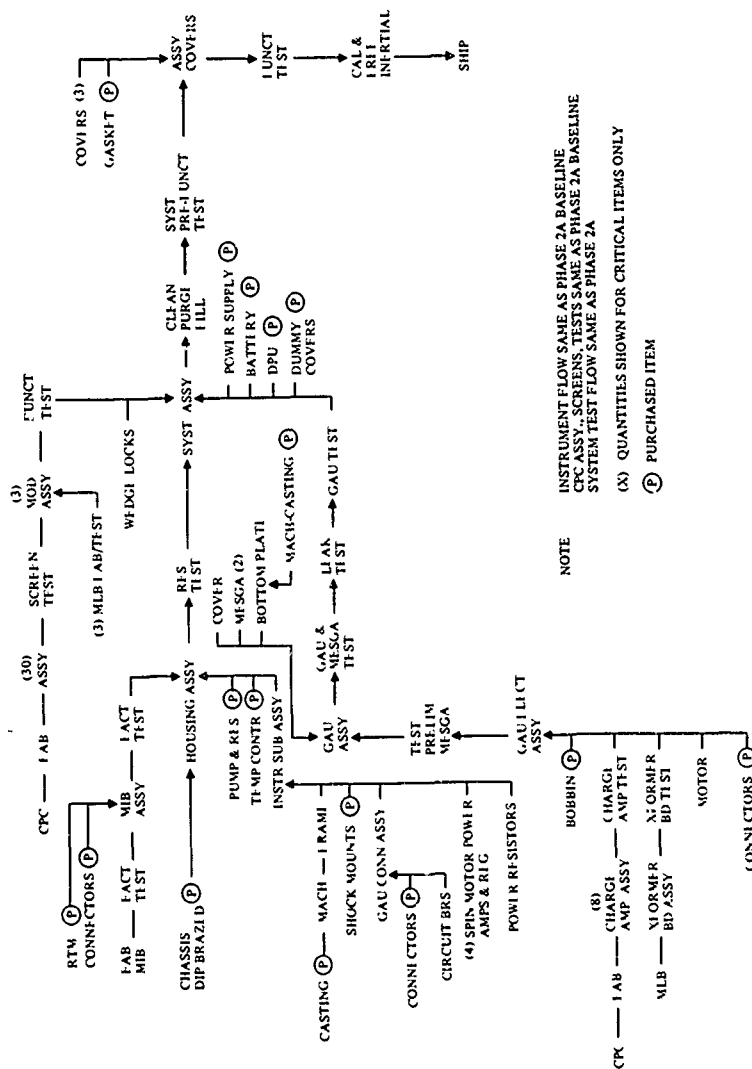 CPC
FAB
(30)
ASSY
SCREEN
TEST
(3)
MOD
ASSY
FUNCT
TEST
(3) MLB FAB/TEST
WEDGE LOCKS
COVERS (3)
GASKET Ⓟ
ASSY
COVERS
FUNCT
TEST
CAL &
FREE
INERTIAL
SHIP
RTM Ⓟ
CONNECTORS Ⓟ
FAB
MIB
FACT
TEST
MIB
ASSY
FACT
TEST
CHASSIS
DIP BRAZED Ⓟ
HOUSING ASSY
RES
TEST
SYST ASSY
CLEAN
PURGE
FILL
SYST
PRE-FUNCT
TEST
PUMP & RES Ⓟ
TEMP CONTR Ⓟ
INSTR SUB ASSY
COVER
MESGA (2)
BOTTOM PLATE
MACH-CASTING Ⓟ
POWER SUPPLY Ⓟ
BATTERY Ⓟ
DPU Ⓟ
DUMMY Ⓟ
COVERS
CASTING Ⓟ
MACH
FRAME
SHOCK MOUNTS Ⓟ
GAU CONN ASSY
CONNECTORS Ⓟ
CIRCUIT BRS
(4) SPIN MOTOR POWER
AMPS & REG
POWER RESISTORS
GAU
ASSY
GAU &
MESGA
TEST
LEAK
TEST
GAU TEST
TEST
PRELIM
MESGA
GAU ELECT
ASSY
BOBBIN Ⓟ
CPC
FAB
(8)
CHARGE
AMP ASSY
CHARGE
AMP TEST
MLB
XFORMER
BD ASSY
XFORMER
BD TEST
MOTOR
CONNECTORS Ⓟ
NOTE
INSTRUMENT FLOW SAME AS PHASE 2A BASELINE
CPC ASSY., SCREENS, TESTS SAME AS PHASE 2A BASELINE
SYSTEM TEST FLOW SAME AS PHASE 2A
(X) QUANTITIES SHOWN FOR CRITICAL ITEMS ONLY
Ⓟ PURCHASED ITEM